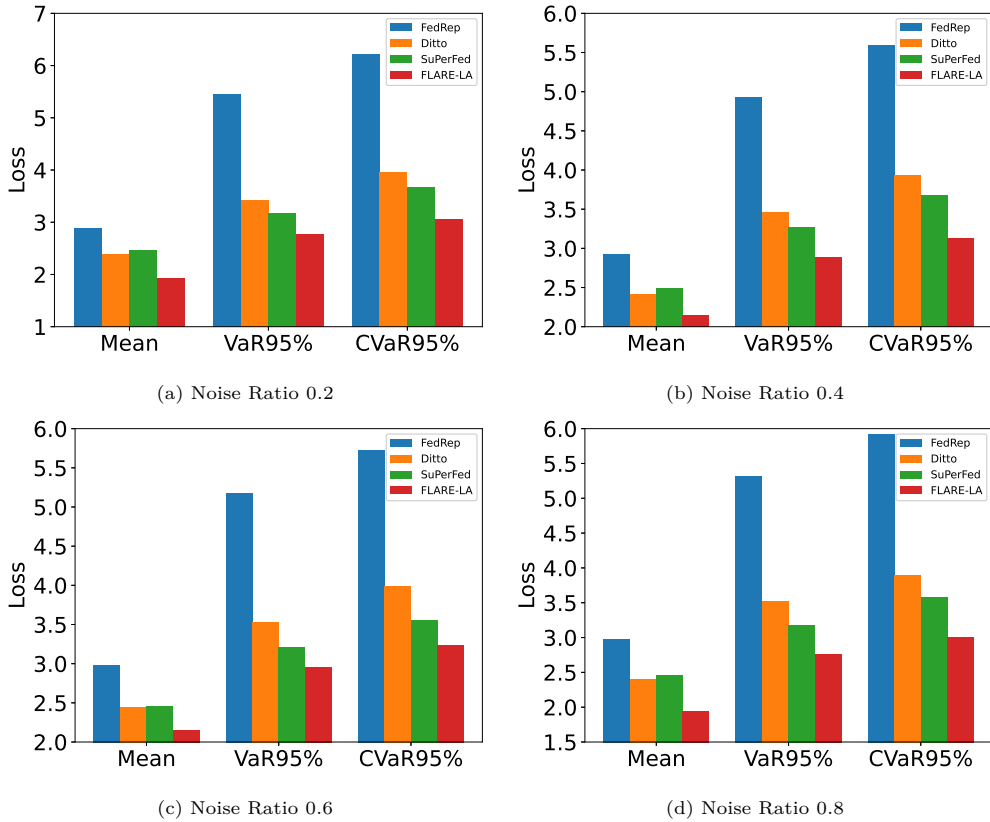 7
6
5
4
3
2
1
Loss
FedRep
Ditto
SuPerFed
FLARE-LA
Mean VaR95% CVaR95%
(a) Noise Ratio 0.2
6.0
5.5
5.0
4.5
4.0
3.5
3.0
2.5
2.0
Loss
FedRep
Ditto
SuPerFed
FLARE-LA
Mean VaR95% CVaR95%
(b) Noise Ratio 0.4
6.0
5.5
5.0
4.5
4.0
3.5
3.0
2.5
2.0
Loss
FedRep
Ditto
SuPerFed
FLARE-LA
Mean VaR95% CVaR95%
(c) Noise Ratio 0.6
6.0
5.5
5.0
4.5
4.0
3.5
3.0
2.5
2.0
1.5
Loss
FedRep
Ditto
SuPerFed
FLARE-LA
Mean VaR95% CVaR95%
(d) Noise Ratio 0.8